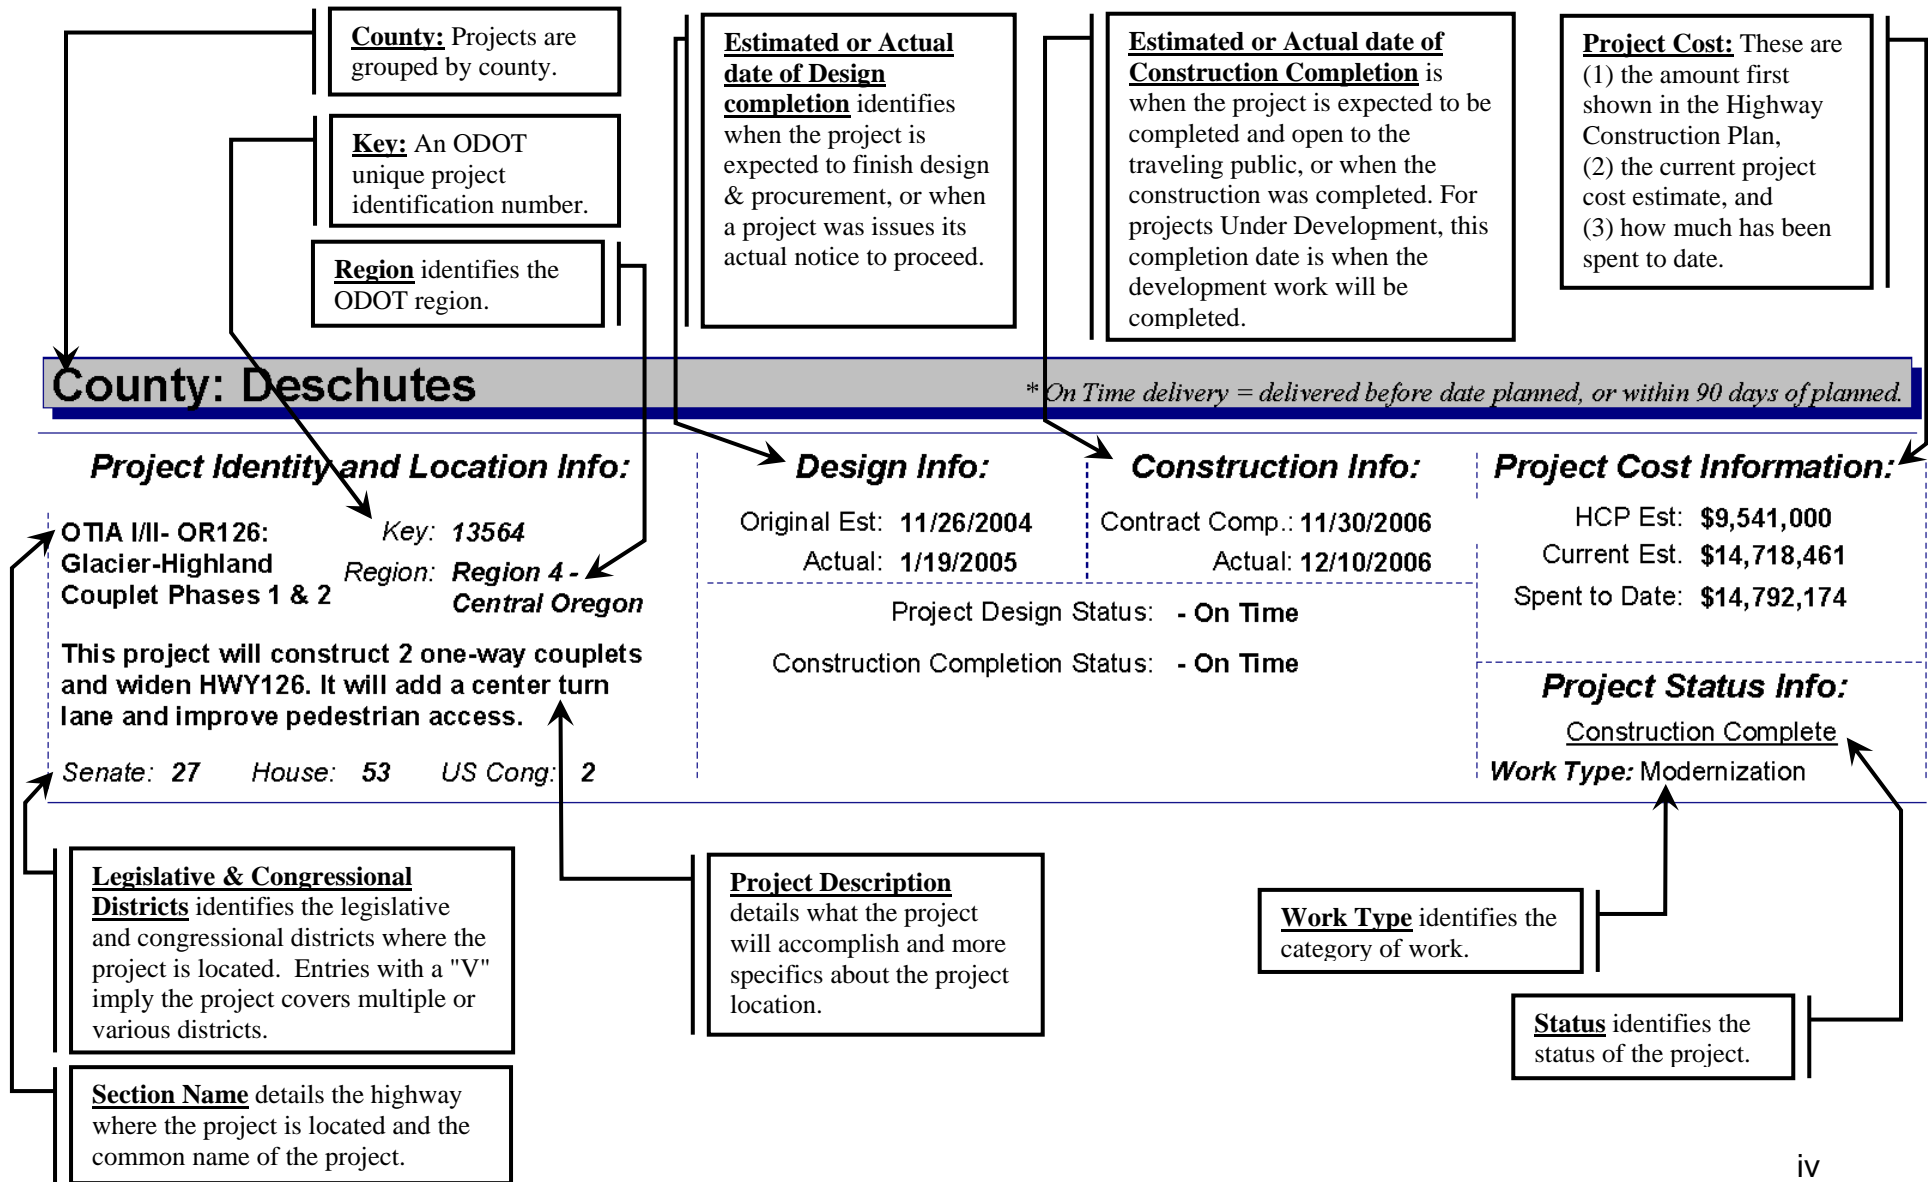 County: Projects are
grouped by county.
Key: An ODOT
unique project
identification number.
Region identifies the
ODOT region.
Estimated or Actual
date of Design
completion identifies
when the project is
expected to finish design
& procurement, or when
a project was issues its
actual notice to proceed.
Estimated or Actual date of
Construction Completion is
when the project is expected to be
completed and open to the
traveling public, or when the
construction was completed. For
projects Under Development, this
completion date is when the
development work will be
completed.
Project Cost: These are
(1) the amount first
shown in the Highway
Construction Plan,
(2) the current project
cost estimate, and
(3) how much has been
spent to date.
County: Deschutes
* On Time delivery = delivered before date planned, or within 90 days of planned.
Project Identity and Location Info:
OTIA I/II- OR126:
Glacier-Highland
Couplet Phases 1 & 2
Key: 13564
Region: Region 4 -
Central Oregon
This project will construct 2 one-way couplets
and widen HWY126. It will add a center turn
lane and improve pedestrian access.
Senate: 27 House: 53 US Cong: 2
Design Info:
Original Est: 11/26/2004
Actual: 1/19/2005
Construction Info:
Contract Comp.: 11/30/2006
Actual: 12/10/2006
Project Design Status: - On Time
Construction Completion Status: - On Time
Project Cost Information:
HCP Est: $9,541,000
Current Est. $14,718,461
Spent to Date: $14,792,174
Project Status Info:
Construction Complete
Work Type: Modernization
Legislative & Congressional
Districts identifies the legislative
and congressional districts where the
project is located. Entries with a "V"
imply the project covers multiple or
various districts.
Section Name details the highway
where the project is located and the
common name of the project.
Project Description
details what the project
will accomplish and more
specifics about the project
location.
Work Type identifies the
category of work.
Status identifies the
status of the project.
iv